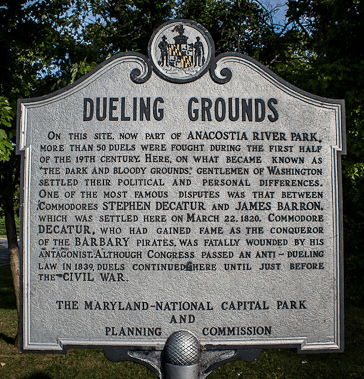 DUELING GROUNDS
ON THIS SITE, NOW PART OF ANACOSTIA RIVER PARK,
MORE THAN 50 DUELS WERE FOUGHT DURING THE FIRST HALF
OF THE 19TH CENTURY. HERE, ON WHAT BECAME KNOWN AS
"THE DARK AND BLOODY GROUNDS," GENTLEMEN OF WASHINGTON
SETTLED THEIR POLITICAL AND PERSONAL DIFFERENCES.
ONE OF THE MOST FAMOUS DISPUTES WAS THAT BETWEEN
COMMODORES STEPHEN DECATUR AND JAMES BARRON,
WHICH WAS SETTLED HERE ON MARCH 22, 1820. COMMODORE
DECATUR, WHO HAD GAINED FAME AS THE CONQUEROR
OF THE BARBARY PIRATES, WAS FATALLY WOUNDED BY HIS
ANTAGONIST. ALTHOUGH CONGRESS PASSED AN ANTI-DUELING
LAW IN 1839, DUELS CONTINUED HERE UNTIL JUST BEFORE
THE CIVIL WAR.
THE MARYLAND-NATIONAL CAPITAL PARK
AND
PLANNING COMMISSION